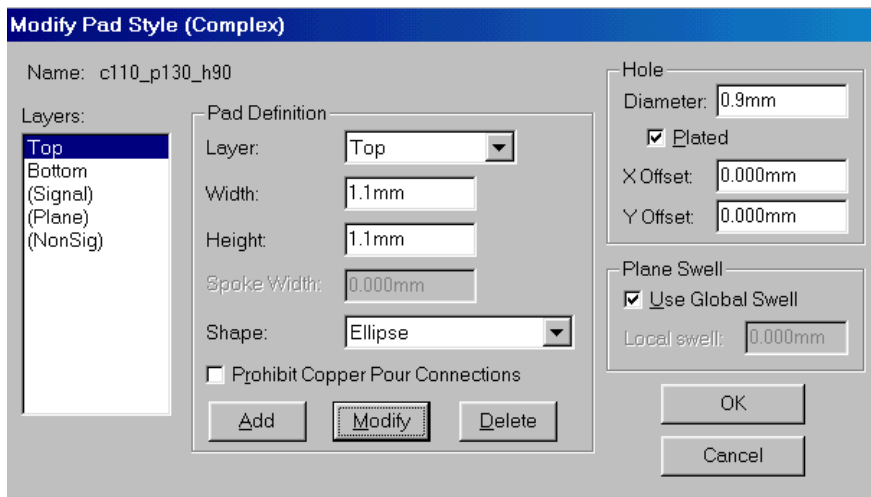 Modify Pad Style (Complex)
Name: c110_p130_h90
Layers:
Top
Bottom
(Signal)
(Plane)
(NonSig)
Pad Definition
Layer: Top
Width: 1.1mm
Height: 1.1mm
Spoke Width: 0.000mm
Shape: Ellipse
Prohibit Copper Pour Connections
Add Modify Delete
Hole
Diameter: 0.9mm
Plated
X Offset: 0.000mm
Y Offset: 0.000mm
Plane Swell
Use Global Swell
Local swell: 0.000mm
OK
Cancel